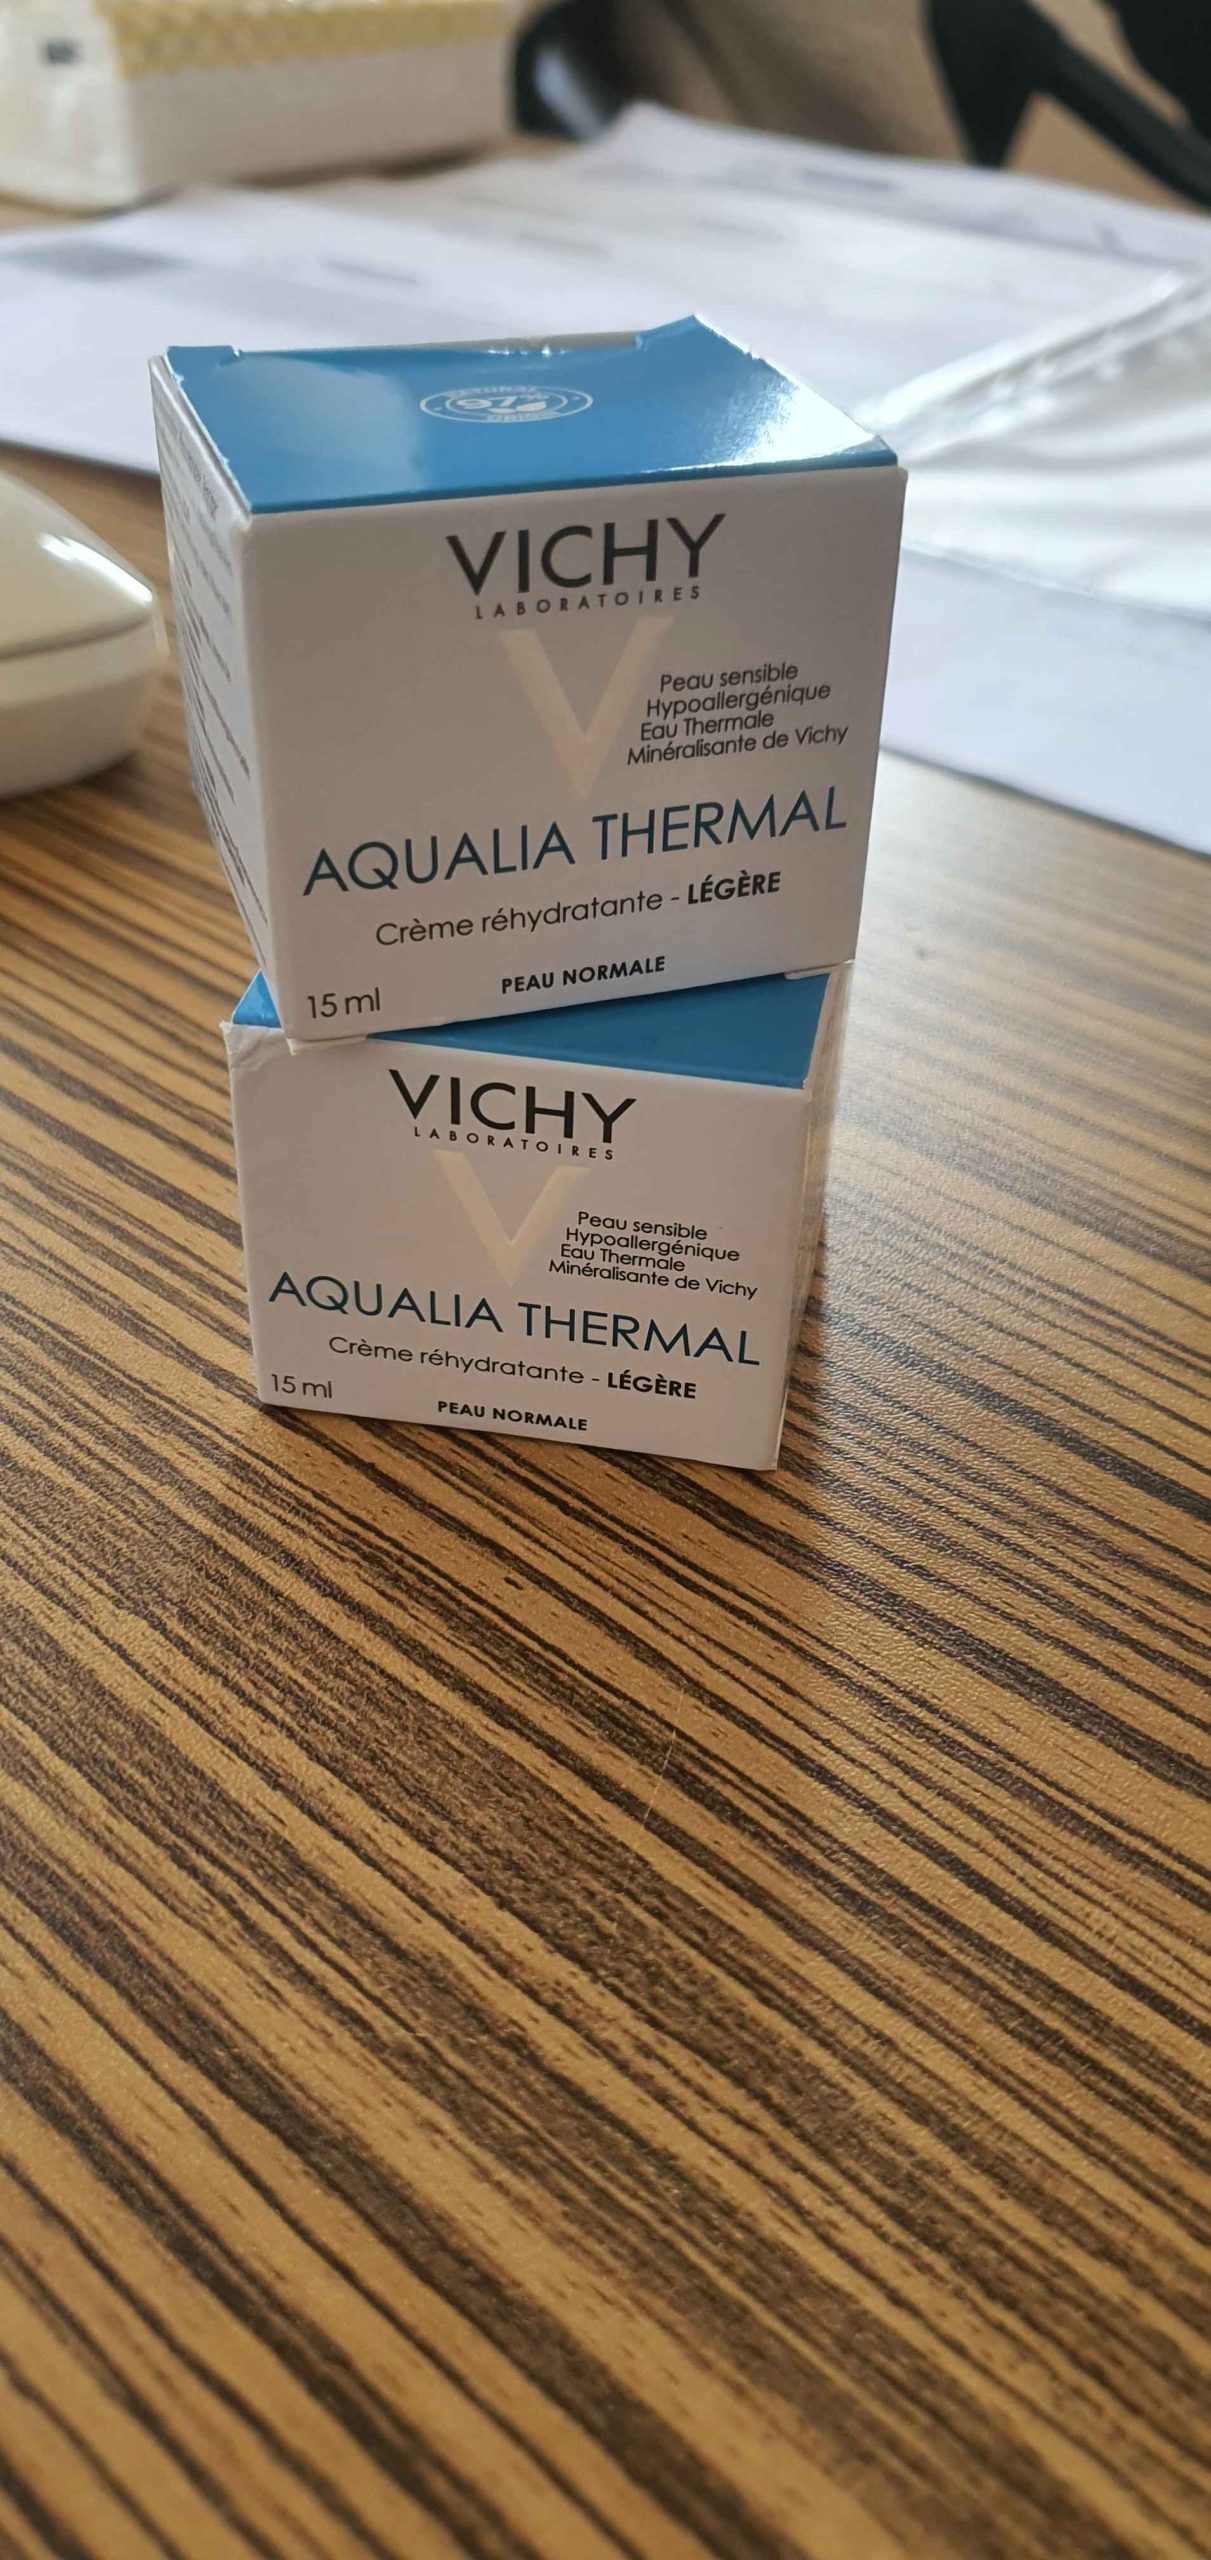 VICHY
LABORATOIRES
Peau sensible
Hypoallergénique
Eau Thermale
Minéralisante de Vichy
AQUALIA THERMAL
Crème réhydratante - LÉGÈRE
PEAU NORMALE
15 ml
VICHY
LABORATOIRES
Peau sensible
Hypoallergénique
Eau Thermale
Minéralisante de Vichy
AQUALIA THERMAL
Crème réhydratante - LÉGÈRE
15 ml
PEAU NORMALE